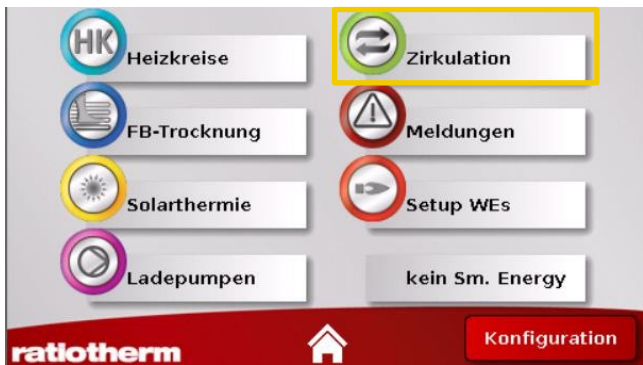 HK
Heizkreise
Zirkulation
FB-Trocknung
Meldungen
Solarthermie
Setup WEs
Ladepumpen
kein Sm. Energy
ratiotherm
Konfiguration